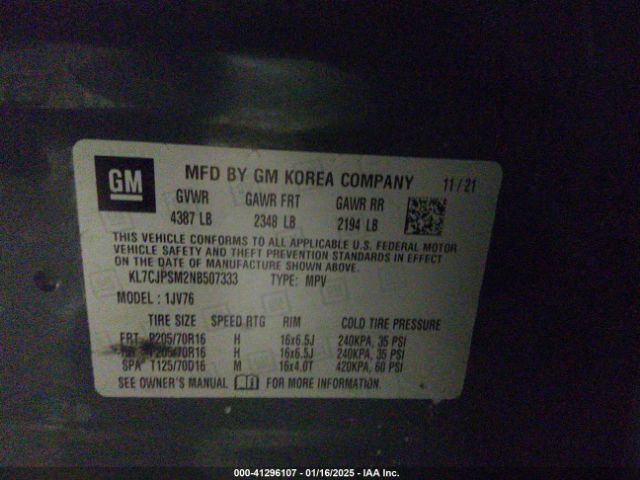 GM
MFD BY GM KOREA COMPANY 11/21
GVWR GAWR FRT GAWR RR
4387 LB 2348 LB 2194 LB
THIS VEHICLE CONFORMS TO ALL APPLICABLE U.S. FEDERAL MOTOR
VEHICLE SAFETY AND THEFT PREVENTION STANDARDS IN EFFECT
ON THE DATE OF MANUFACTURE SHOWN ABOVE.
KL7CJPSM2NB507333 TYPE: MPV
MODEL: 1JV76
TIRE SIZE SPEED RTG RIM COLD TIRE PRESSURE
FRT P205/70R16 H 16x6.5J 240KPA, 35 PSI
RR P205/70R16 H 16x6.5J 240KPA, 35 PSI
SPA T125/70D16 M 16x4.0T 420KPA, 60 PSI
SEE OWNER'S MANUAL FOR MORE INFORMATION.
000-41296107 - 01/16/2025 - IAA Inc.